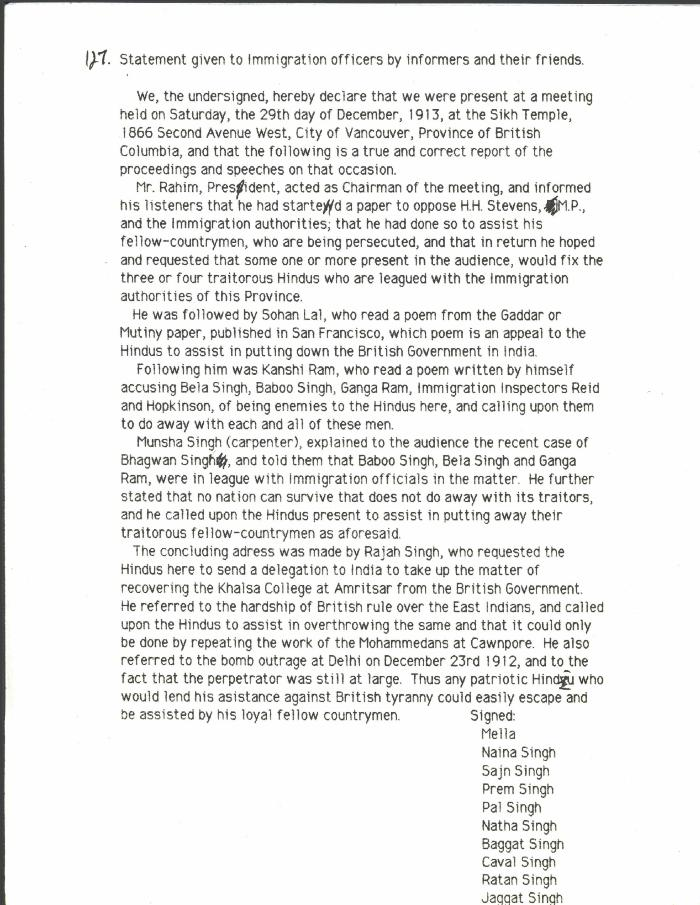 127. Statement given to Immigration officers by informers and their friends.
We, the undersigned, hereby declare that we were present at a meeting
held on Saturday, the 29th day of December, 1913, at the Sikh Temple,
1866 Second Avenue West, City of Vancouver, Province of British
Columbia, and that the following is a true and correct report of the
proceedings and speeches on that occasion.
Mr. Rahim, President, acted as Chairman of the meeting, and informed
his listeners that he had started a paper to oppose H.H. Stevens, M.P.,
and the Immigration authorities; that he had done so to assist his
fellow-countrymen, who are being persecuted, and that in return he hoped
and requested that some one or more present in the audience, would fix the
three or four traitorous Hindus who are leagued with the Immigration
authorities of this Province.
He was followed by Sohan Lal, who read a poem from the Gaddar or
Mutiny paper, published in San Francisco, which poem is an appeal to the
Hindus to assist in putting down the British Government in India.
Following him was Kanshi Ram, who read a poem written by himself
accusing Bela Singh, Baboo Singh, Ganga Ram, Immigration Inspectors Reid
and Hopkinson, of being enemies to the Hindus here, and calling upon them
to do away with each and all of these men.
Munsha Singh (carpenter), explained to the audience the recent case of
Bhagwan Singh, and told them that Baboo Singh, Bela Singh and Ganga
Ram, were in league with Immigration officials in the matter. He further
stated that no nation can survive that does not do away with its traitors,
and he called upon the Hindus present to assist in putting away their
traitorous fellow-countrymen as aforesaid.
The concluding adress was made by Rajah Singh, who requested the
Hindus here to send a delegation to India to take up the matter of
recovering the Khalsa College at Amritsar from the British Government.
He referred to the hardship of British rule over the East Indians, and called
upon the Hindus to assist in overthrowing the same and that it could only
be done by repeating the work of the Mohammedans at Cawnpore. He also
referred to the bomb outrage at Delhi on December 23rd 1912, and to the
fact that the perpetrator was still at large. Thus any patriotic Hindu who
would lend his asistance against British tyranny could easily escape and
be assisted by his loyal fellow countrymen. Signed:
Mella
Naina Singh
Sajn Singh
Prem Singh
Pal Singh
Natha Singh
Baggat Singh
Caval Singh
Ratan Singh
Jaggat Singh